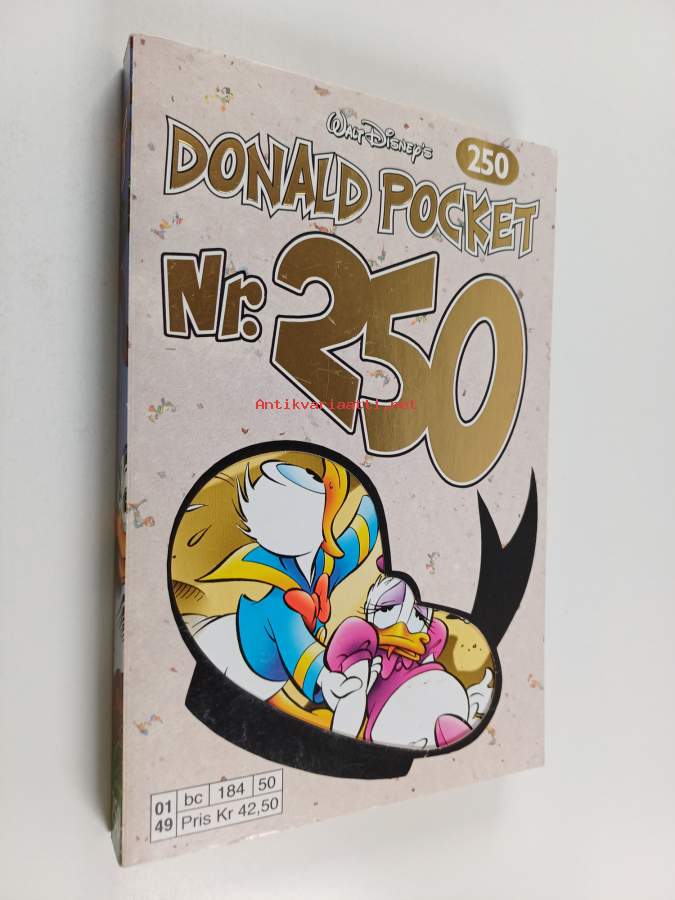 WALT DISNEY'S
250
DONALD POCKET
Nr. 250
Antikvariaatti.net
01 bc 184 50
49 Pris Kr 42,50